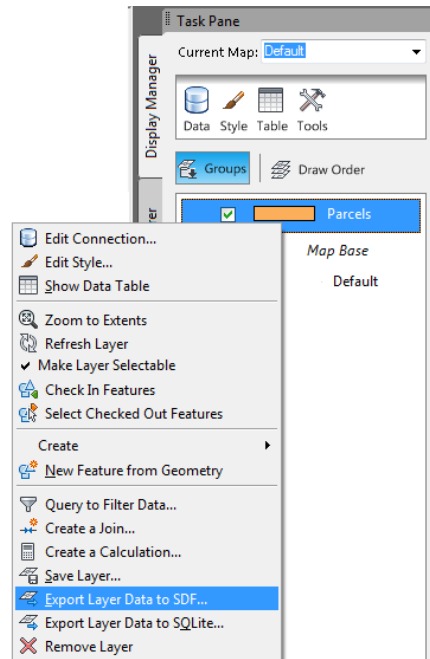 Task Pane
Current Map: Default
Display Manager
Data Style Table Tools
Groups Draw Order
Parcels
Map Base
Default
Edit Connection...
Edit Style...
Show Data Table
Zoom to Extents
Refresh Layer
Make Layer Selectable
Check In Features
Select Checked Out Features
Create
New Feature from Geometry
Query to Filter Data...
Create a Join...
Create a Calculation...
Save Layer...
Export Layer Data to SDF...
Export Layer Data to SQLite...
Remove Layer